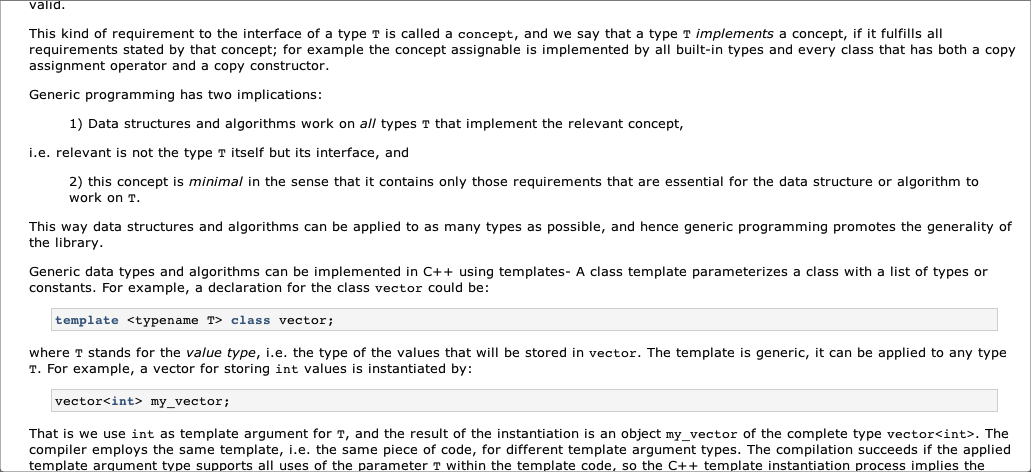 valid.
This kind of requirement to the interface of a type T is called a concept, and we say that a type T implements a concept, if it fulfills all
requirements stated by that concept; for example the concept assignable is implemented by all built-in types and every class that has both a copy
assignment operator and a copy constructor.
Generic programming has two implications:
1) Data structures and algorithms work on all types T that implement the relevant concept,
i.e. relevant is not the type T itself but its interface, and
2) this concept is minimal in the sense that it contains only those requirements that are essential for the data structure or algorithm to
work on T.
This way data structures and algorithms can be applied to as many types as possible, and hence generic programming promotes the generality of
the library.
Generic data types and algorithms can be implemented in C++ using templates- A class template parameterizes a class with a list of types or
constants. For example, a declaration for the class vector could be:
template <typename T> class vector;
where T stands for the value type, i.e. the type of the values that will be stored in vector. The template is generic, it can be applied to any type
T. For example, a vector for storing int values is instantiated by:
vector<int> my_vector;
That is we use int as template argument for T, and the result of the instantiation is an object my_vector of the complete type vector<int>. The
compiler employs the same template, i.e. the same piece of code, for different template argument types. The compilation succeeds if the applied
template argument type supports all uses of the parameter T within the template code, so the C++ template instantiation process implies the